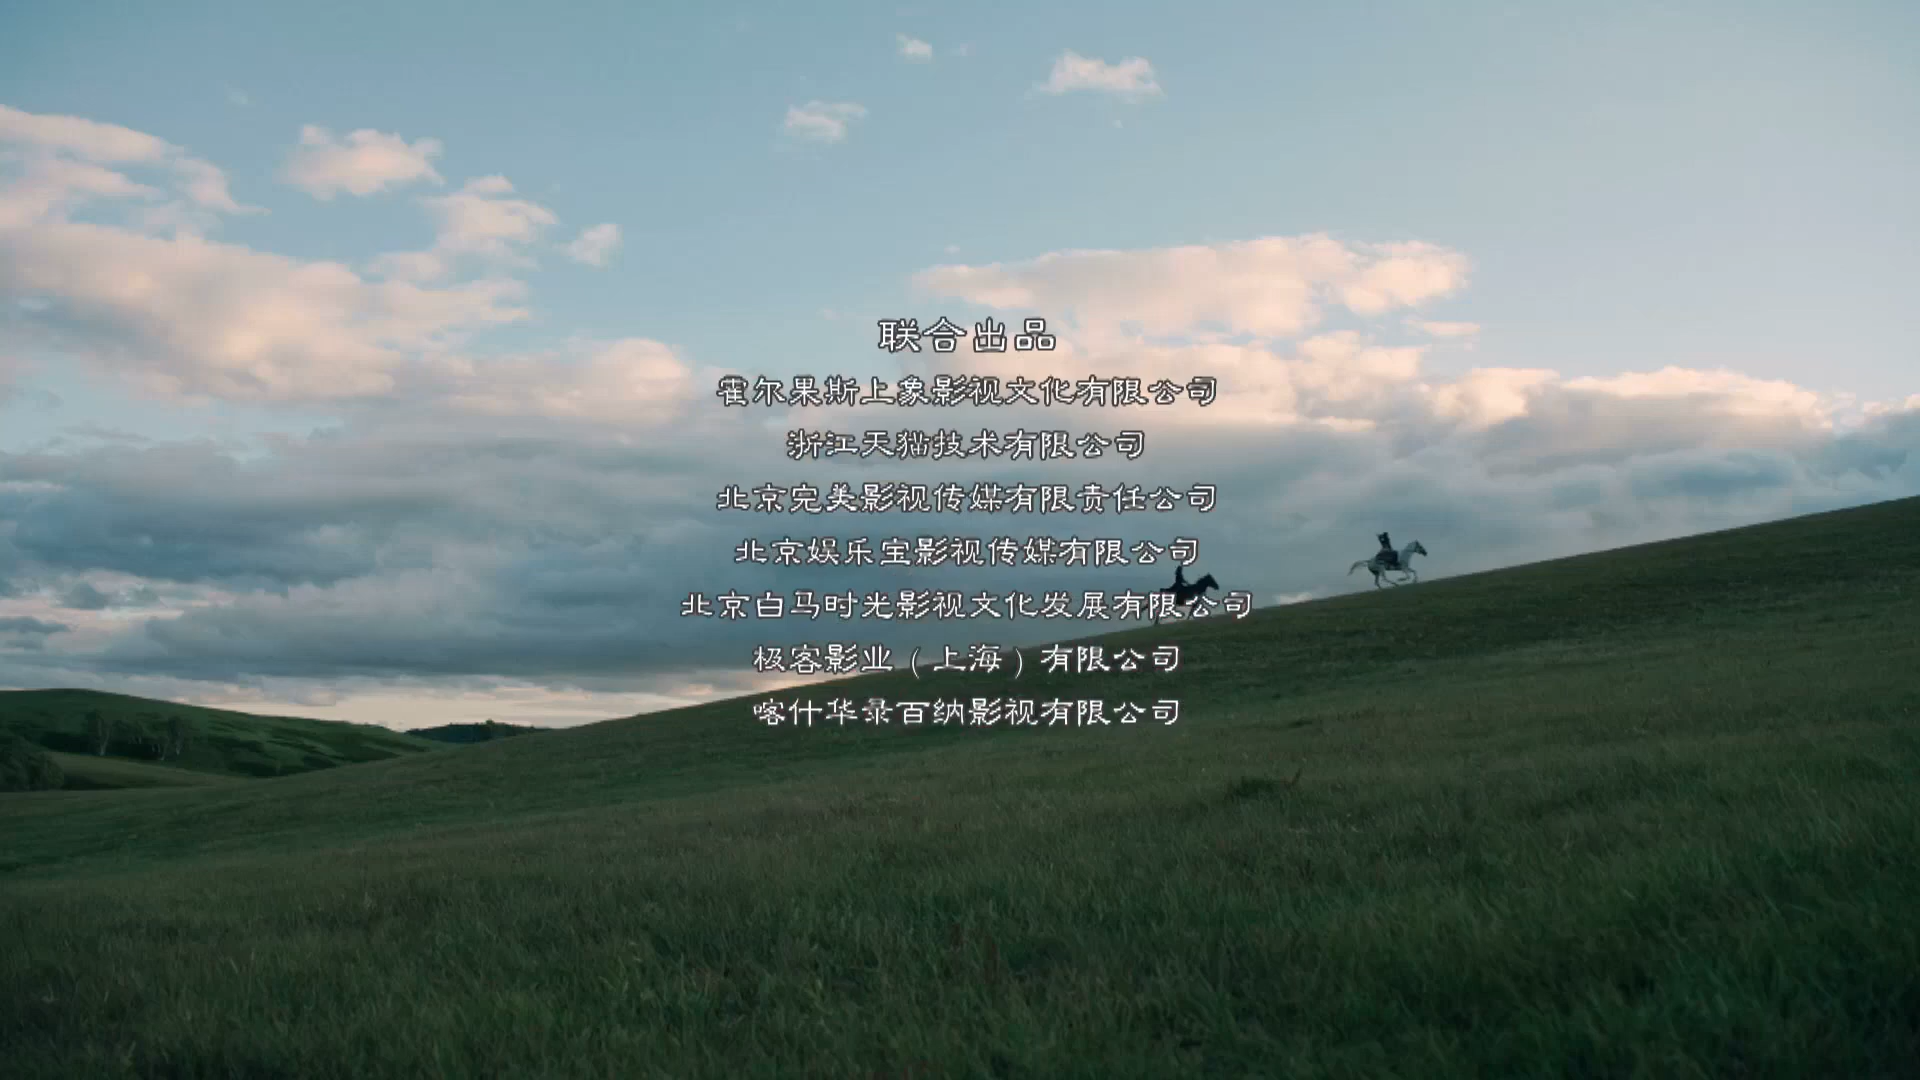 联合出品
霍尔果斯上象影视文化有限公司
浙江天猫技术有限公司
北京完美影视传媒有限责任公司
北京娱乐宝影视传媒有限公司
北京白马时光影视文化发展有限公司
极客影业（上海）有限公司
喀什华录百纳影视有限公司